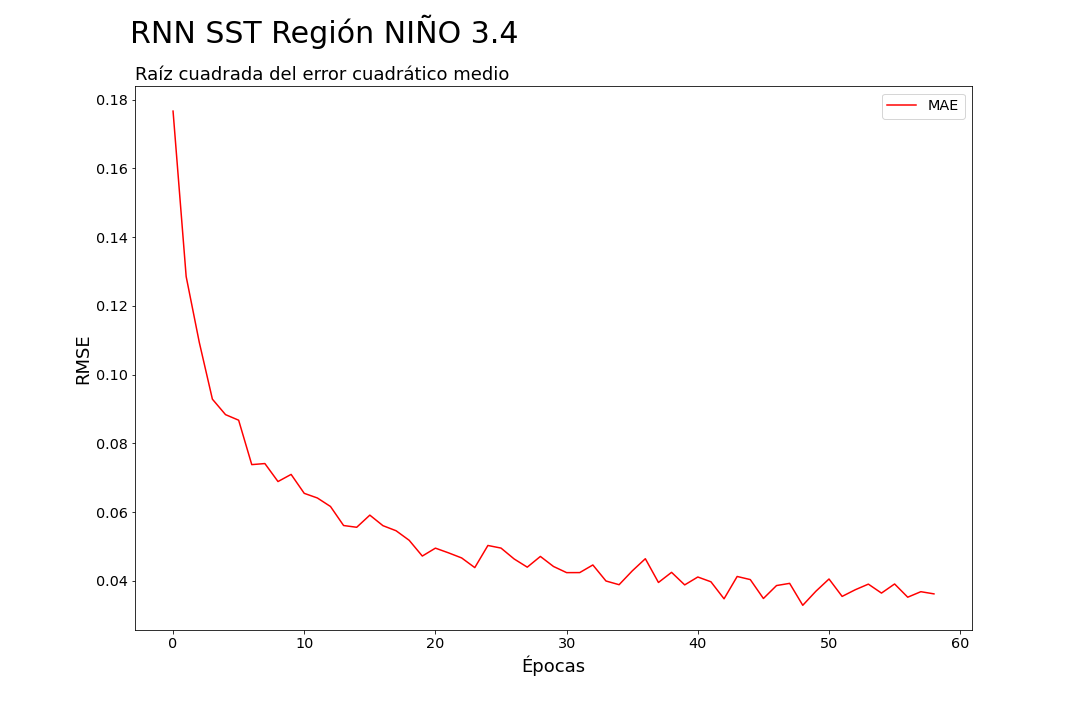 RNN SST Región NIÑO 3.4
Raíz cuadrada del error cuadrático medio
MAE
0.18
0.16
0.14
0.12
0.10
0.08
0.06
0.04
RMSE
0 10 20 30 40 50 60
Épocas